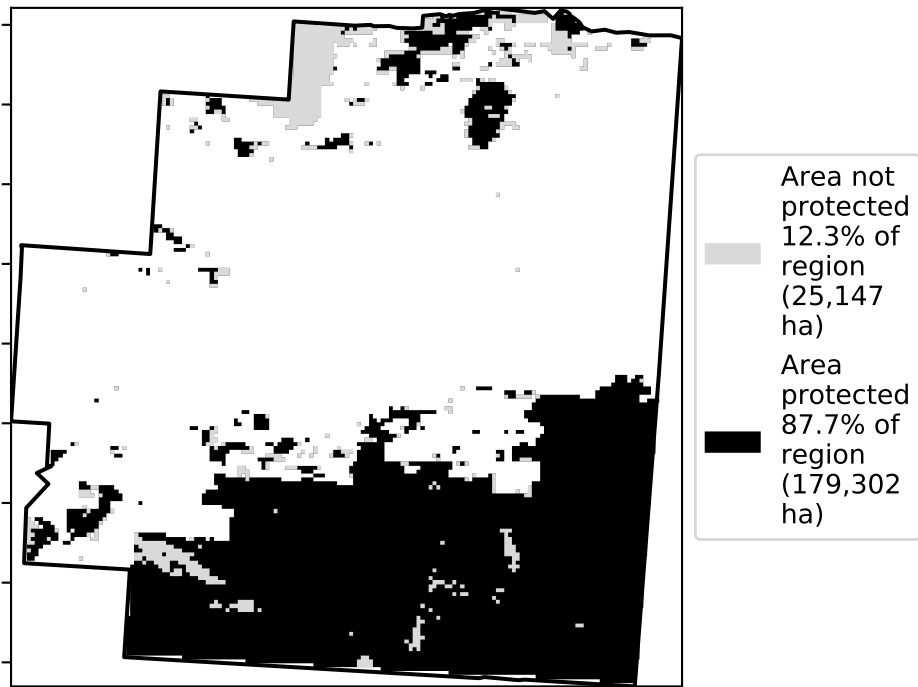 Area not
protected
12.3% of
region
(25,147
ha)
Area
protected
87.7% of
region
(179,302
ha)